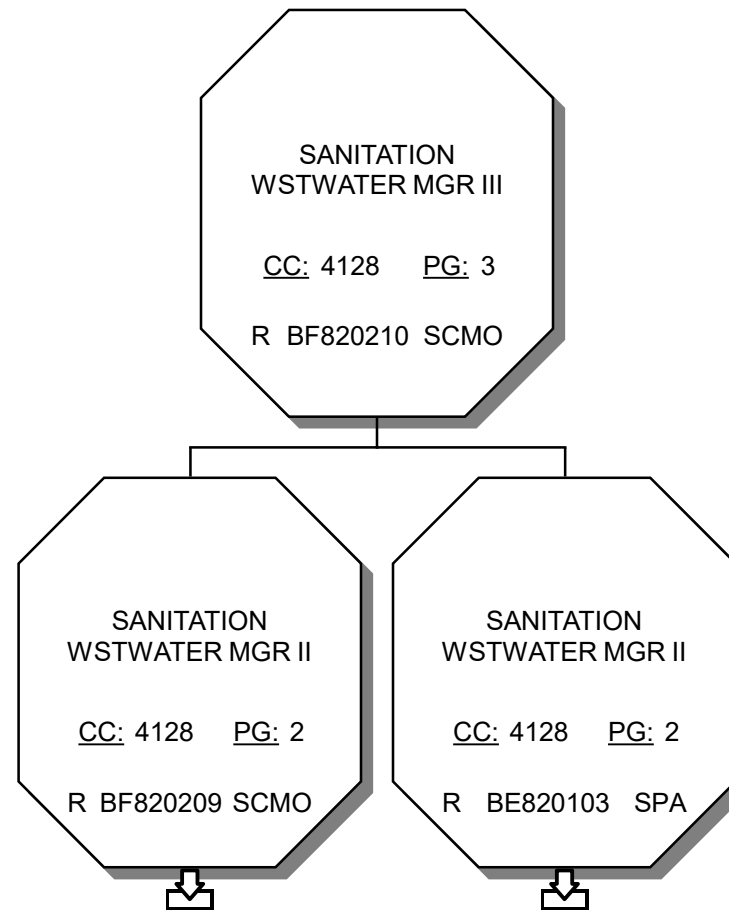 SANITATION
WSTWATER MGR III
CC: 4128 PG: 3
R BF820210 SCMO
SANITATION
WSTWATER MGR II
CC: 4128 PG: 2
R BF820209 SCMO
SANITATION
WSTWATER MGR II
CC: 4128 PG: 2
R BE820103 SPA